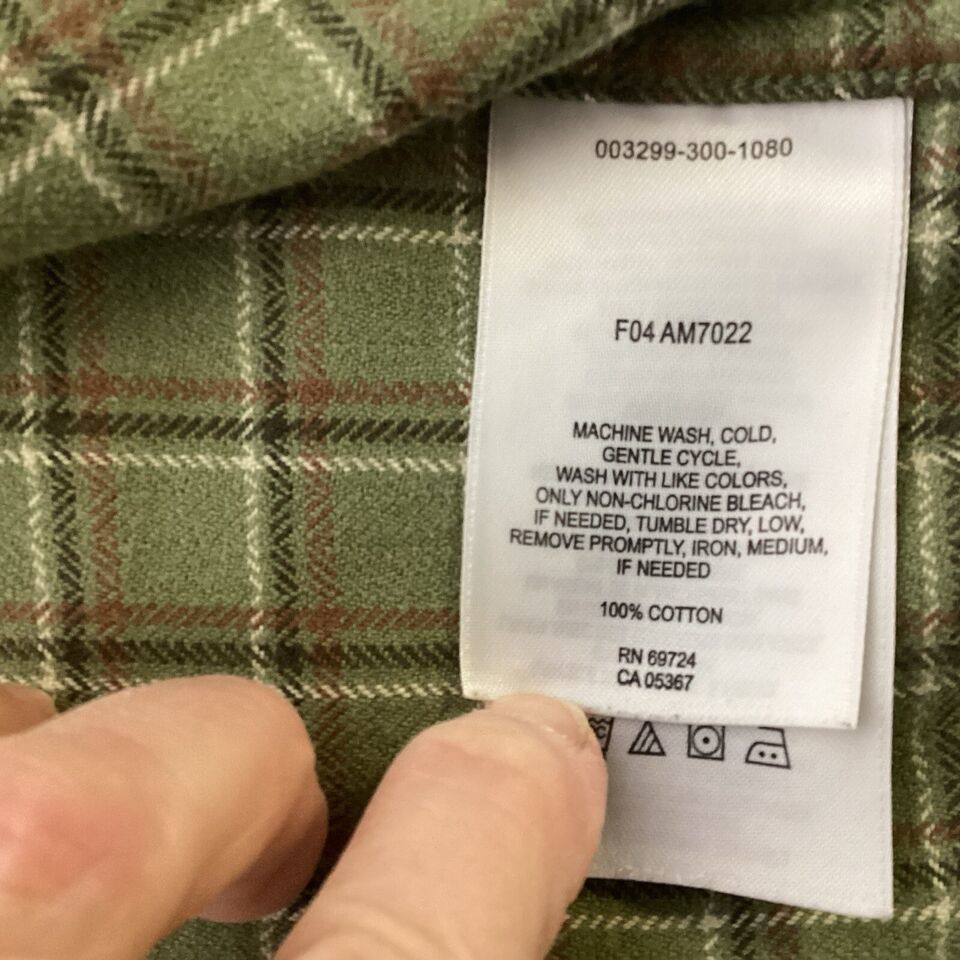 003299-300-1080
F04 AM7022
MACHINE WASH, COLD,
GENTLE CYCLE,
WASH WITH LIKE COLORS,
ONLY NON-CHLORINE BLEACH,
IF NEEDED, TUMBLE DRY, LOW,
REMOVE PROMPTLY, IRON, MEDIUM,
IF NEEDED
100% COTTON
RN 69724
CA 05367